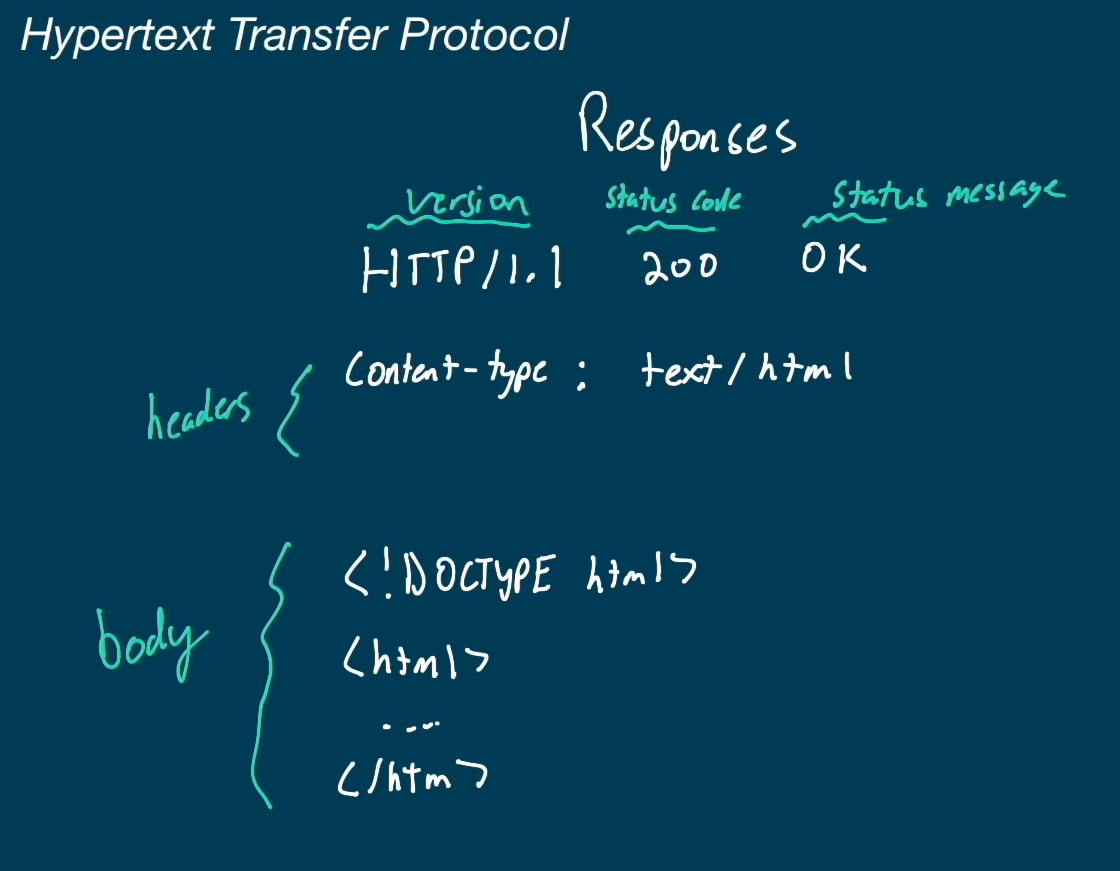 Hypertext Transfer Protocol
Responses
version status code status message
HTTP/1.1 200 OK
headers { Content-type : text/html
body { <!DOCTYPE html>
<html>
....
</htm>